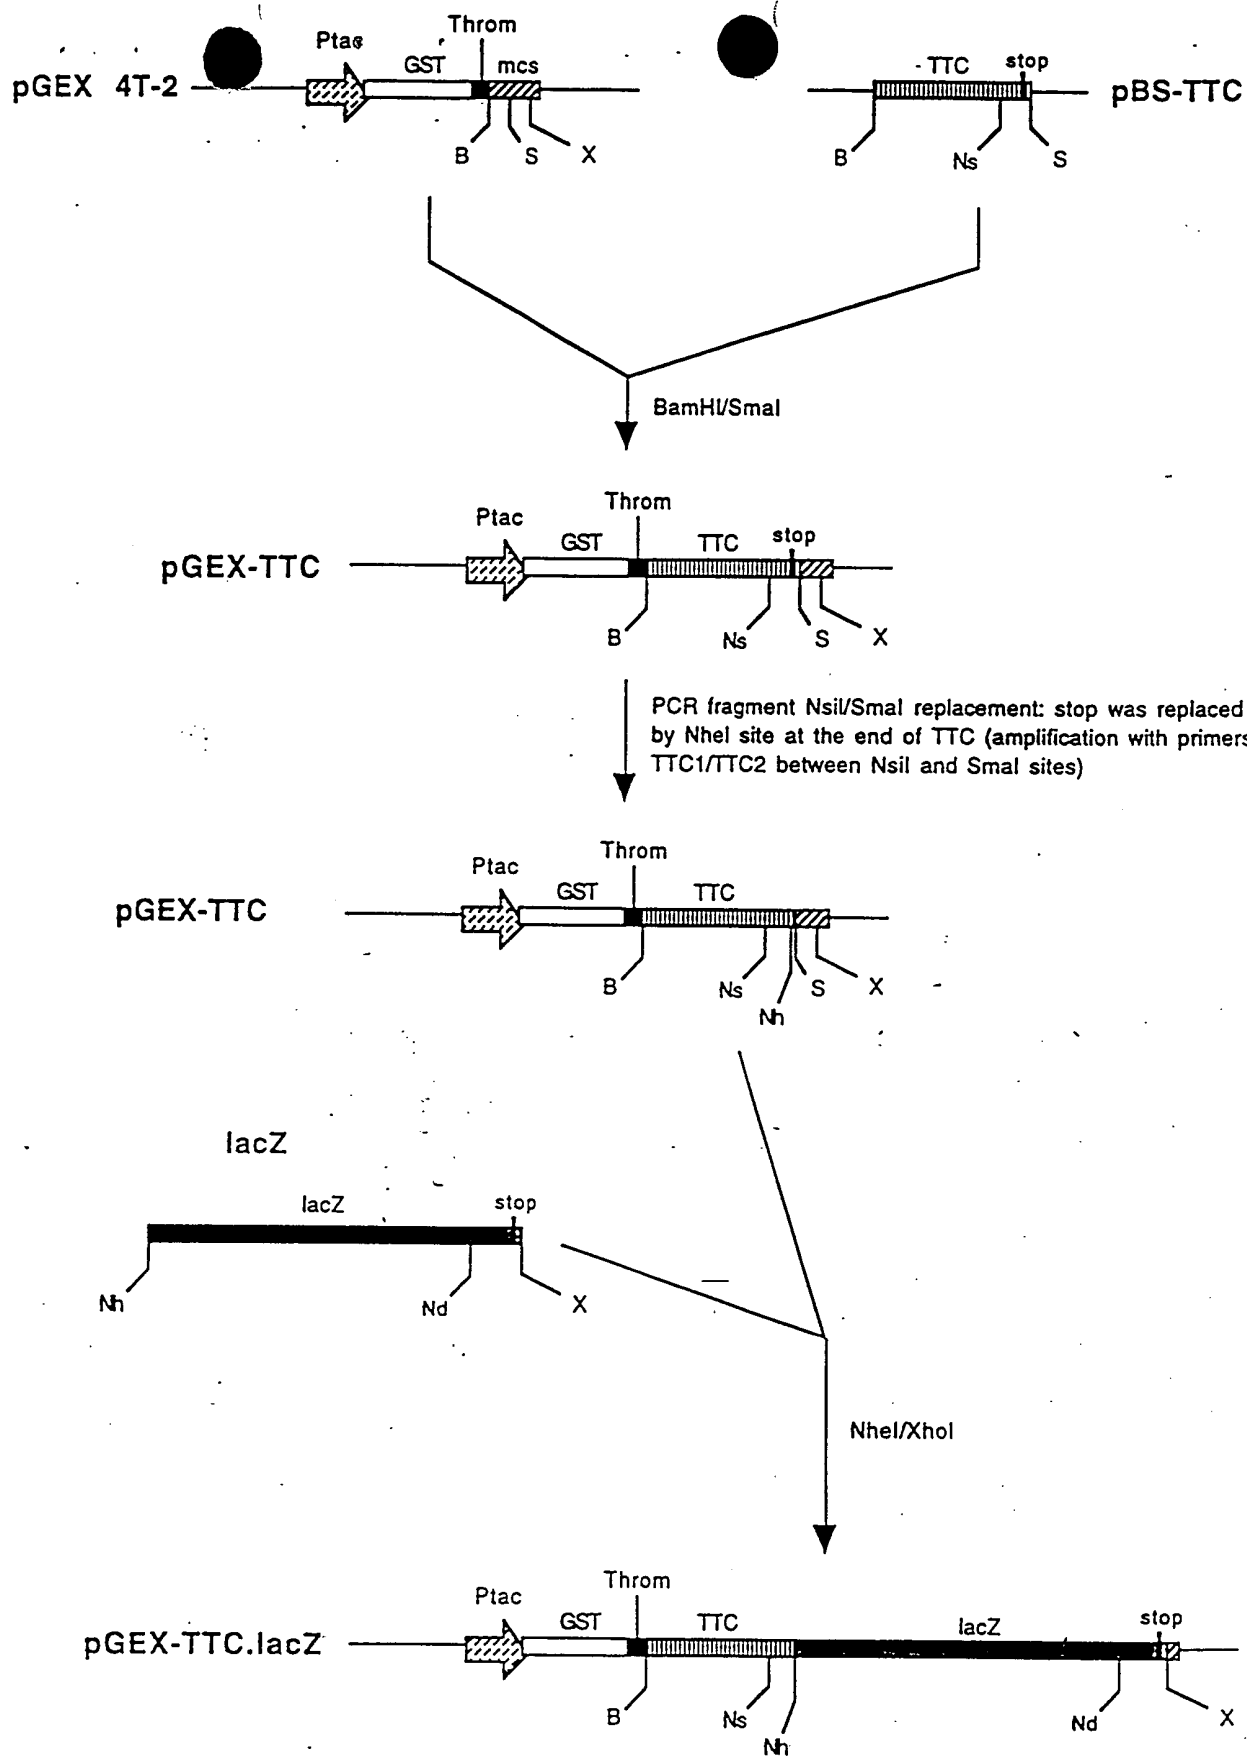 Throm
Ptac
GST
mcs
pGEX 4T-2
B
S
X
TTC
stop
pBS-TTC
B
Ns
S
BamHI/SmaI
Throm
Ptac
GST
TTC
stop
pGEX-TTC
B
Ns
S
X
PCR fragment NsiI/SmaI replacement: stop was replaced
by NheI site at the end of TTC (amplification with primers
TTC1/TTC2 between NsiI and SmaI sites)
Throm
Ptac
GST
TTC
pGEX-TTC
B
Ns
Nh
S
X
lacZ
lacZ
stop
Nh
Nd
X
NheI/XhoI
Throm
Ptac
GST
TTC
lacZ
stop
pGEX-TTC.lacZ
B
Ns
Nh
Nd
X